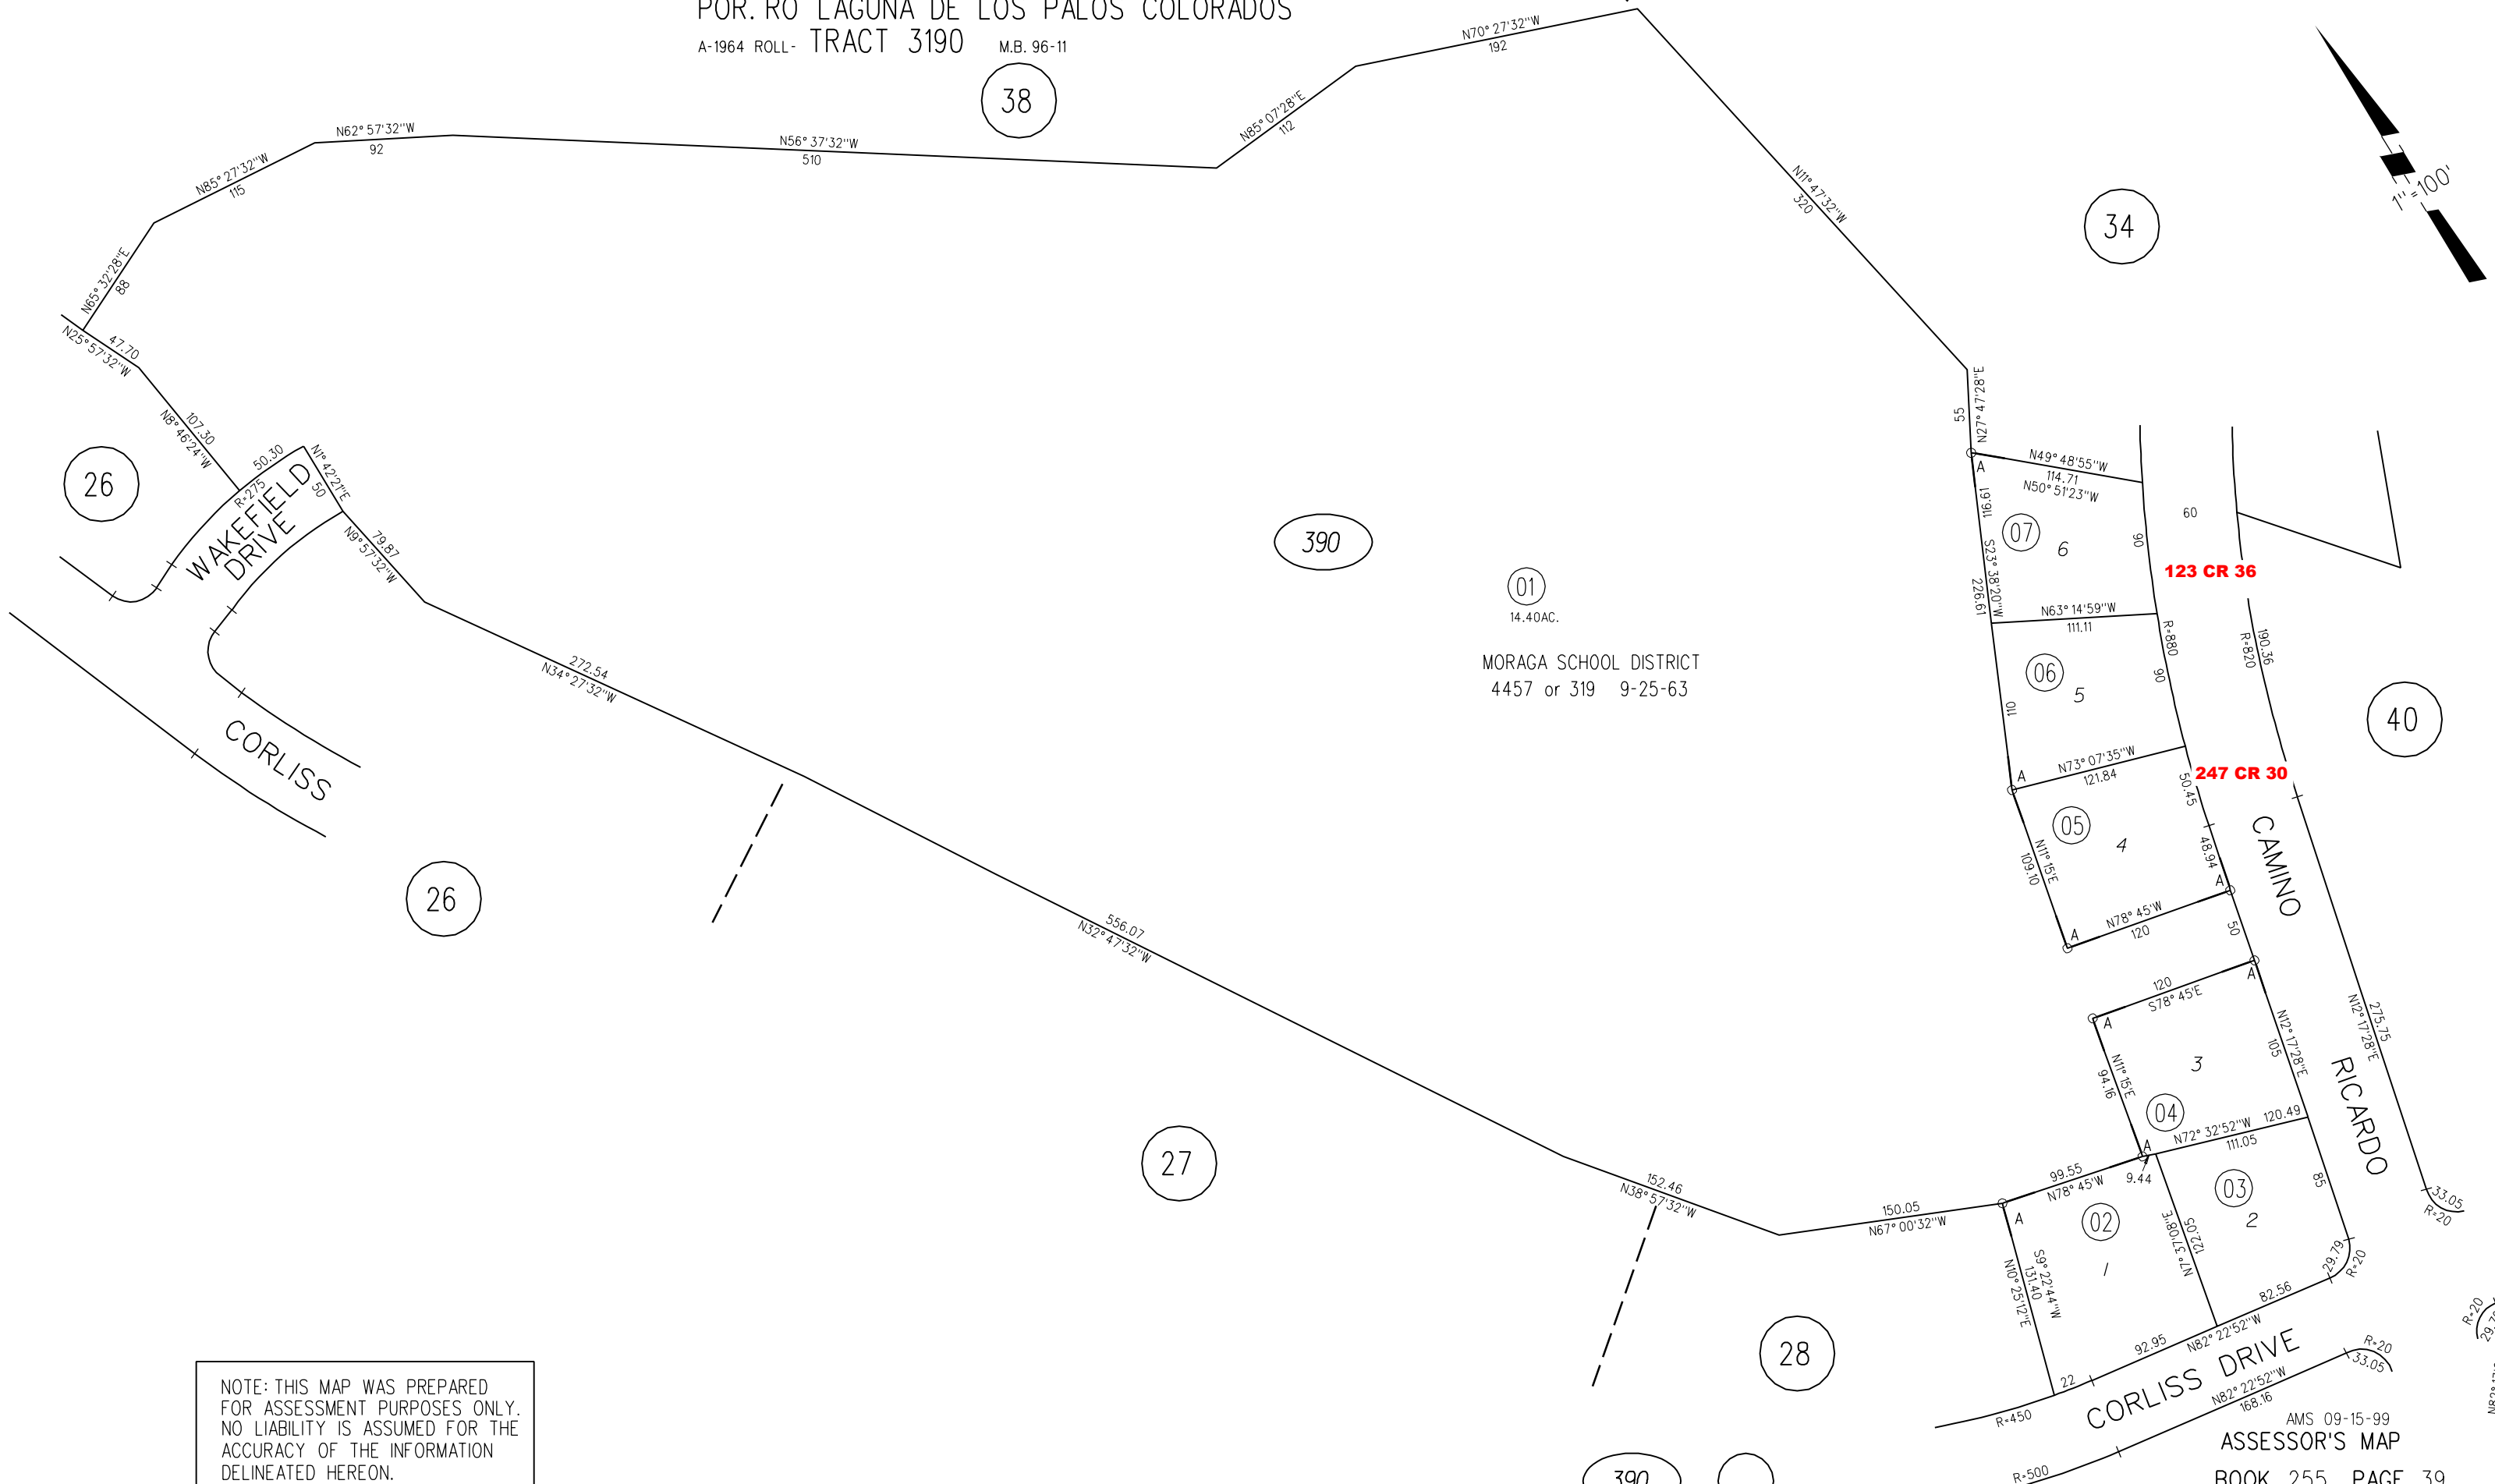 POR. RO LAGUNA DE LOS PALOS COLORADOS
A-1964 ROLL- TRACT 3190 M.B. 96-11
38
N70° 27'32"W
192
N85° 07'28"E
112
N62° 57'32"W
92
N56° 37'32"W
510
N85° 27'32"W
115
N65° 32'28"E
88
47.70
N25° 57'32"W
107.30
N8° 46'24"W
50.30
R=275
N1° 42'21"E
50
WAKEFIELD
DRIVE
26
79.87
N9° 57'32"W
272.54
N34° 27'32"W
CORLISS
26
556.07
N32° 47'32"W
27
152.46
N38° 57'32"W
150.05
N67° 00'32"W
28
N11° 47'32"W
320
34
1"=100'
55
N27° 47'28"E
A
N49° 48'55"W
114.71
N50° 51'23"W
116.61
S23° 38'20"W
226.61
07
6
90
60
123 CR 36
390
01
14.40AC.
MORAGA SCHOOL DISTRICT
4457 or 319 9-25-63
N63° 14'59"W
111.11
R=880
R=820
190.36
06
5
90
110
40
A
N73° 07'35"W
121.84
247 CR 30
50.45
05
4
48.94
N11° 15'E
109.10
A
A
N78° 45'W
120
50
CAMINO
120
S78° 45'E
A
A
N12° 17'28"E
105
N12° 17'28"E
275.75
3
N11° 15'E
94.16
04
RICARDO
A
N72° 32'52"W
120.49
111.05
99.55
N78° 45'W
9.44
A
02
1
03
2
85
33.05
R=20
N7° 37'08"E
122.05
S9° 22'44"W
131.40
N10° 25'12"E
29.79
R=20
82.56
92.95
N82° 22'52"W
22
R=450
CORLISS DRIVE
R=20
33.05
N82° 22'52"W
168.16
R=500
R=20
NOTE: THIS MAP WAS PREPARED
FOR ASSESSMENT PURPOSES ONLY.
NO LIABILITY IS ASSUMED FOR THE
ACCURACY OF THE INFORMATION
DELINEATED HEREON.
390
AMS 09-15-99
ASSESSOR'S MAP
BOOK 255 PAGE 39